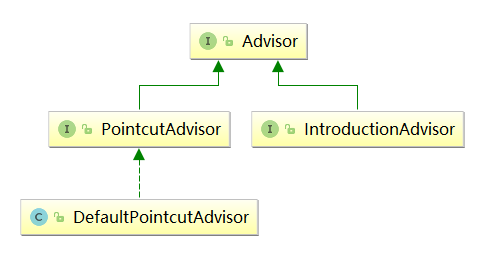 I Advisor
I PointcutAdvisor
I IntroductionAdvisor
C DefaultPointcutAdvisor